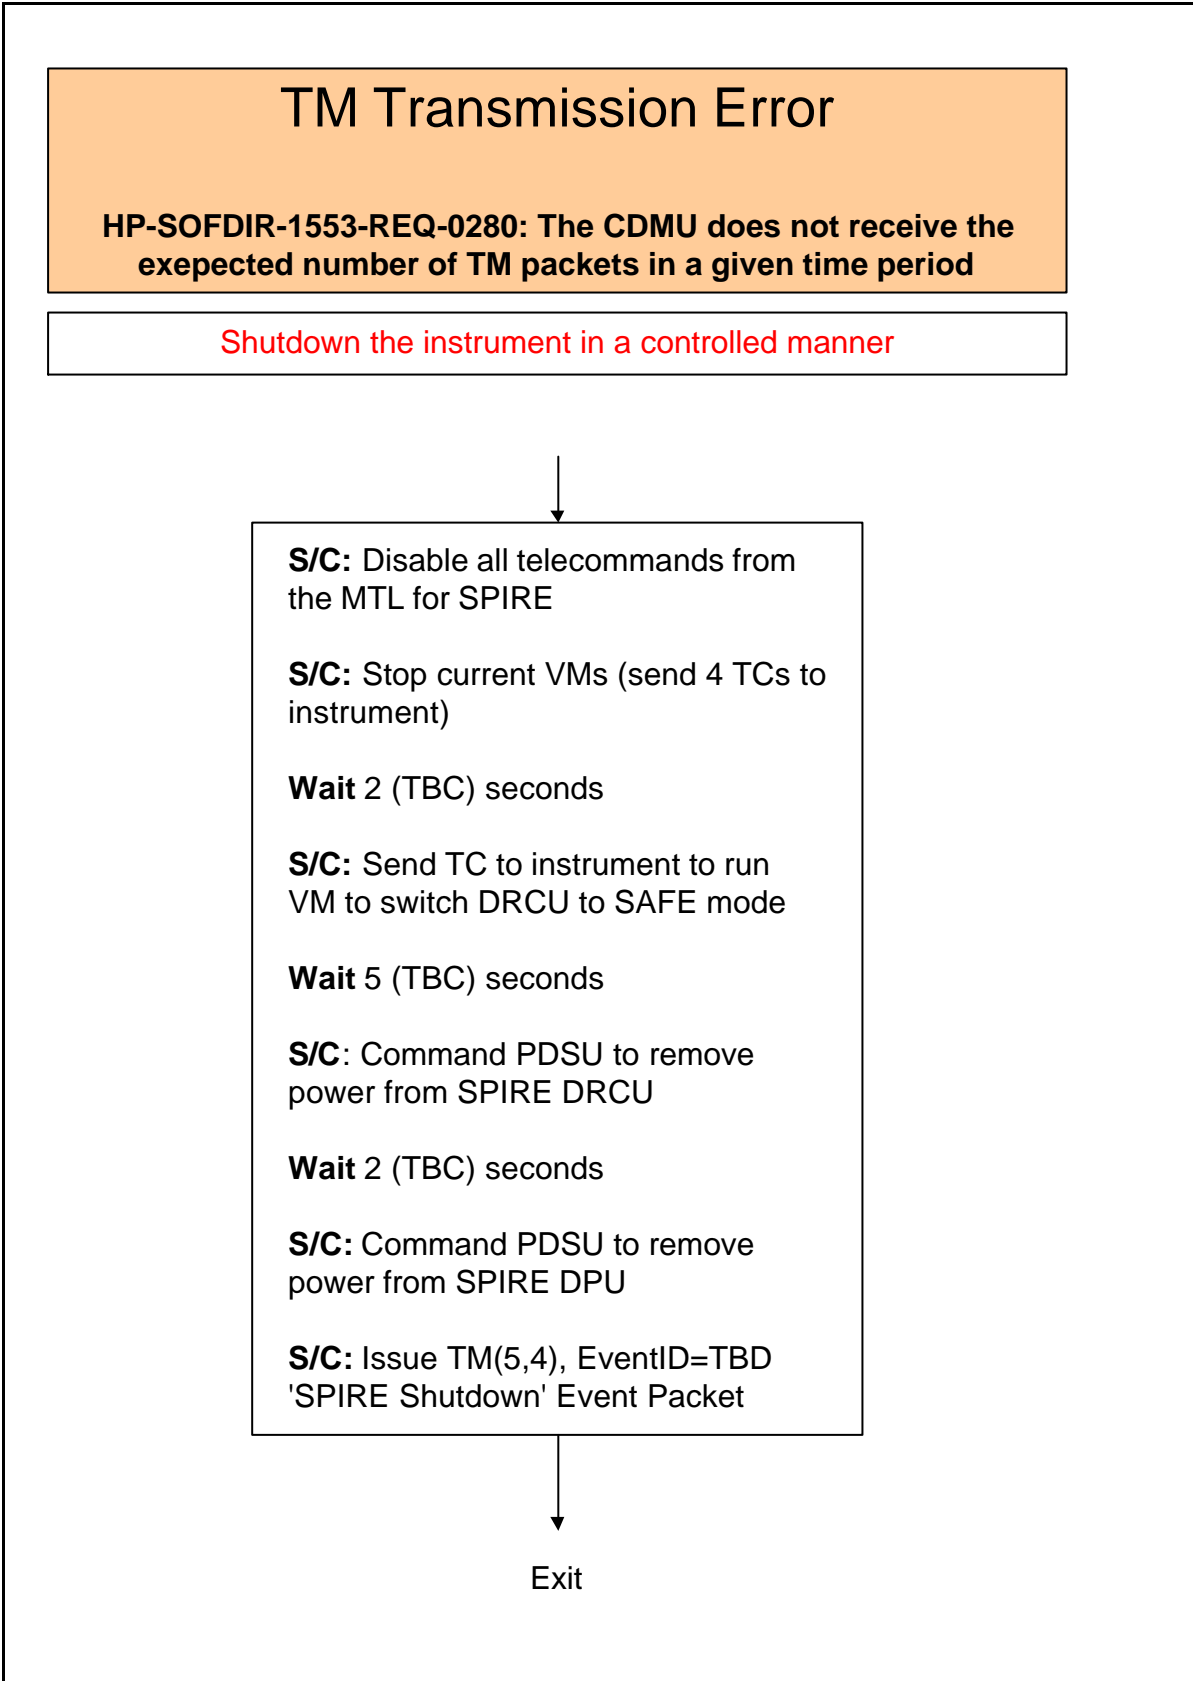 TM Transmission Error
HP-SOFDIR-1553-REQ-0280: The CDMU does not receive the
exepected number of TM packets in a given time period
Shutdown the instrument in a controlled manner
S/C: Disable all telecommands from
the MTL for SPIRE
S/C: Stop current VMs (send 4 TCs to
instrument)
Wait 2 (TBC) seconds
S/C: Send TC to instrument to run
VM to switch DRCU to SAFE mode
Wait 5 (TBC) seconds
S/C: Command PDSU to remove
power from SPIRE DRCU
Wait 2 (TBC) seconds
S/C: Command PDSU to remove
power from SPIRE DPU
S/C: Issue TM(5,4), EventID=TBD
'SPIRE Shutdown' Event Packet
Exit